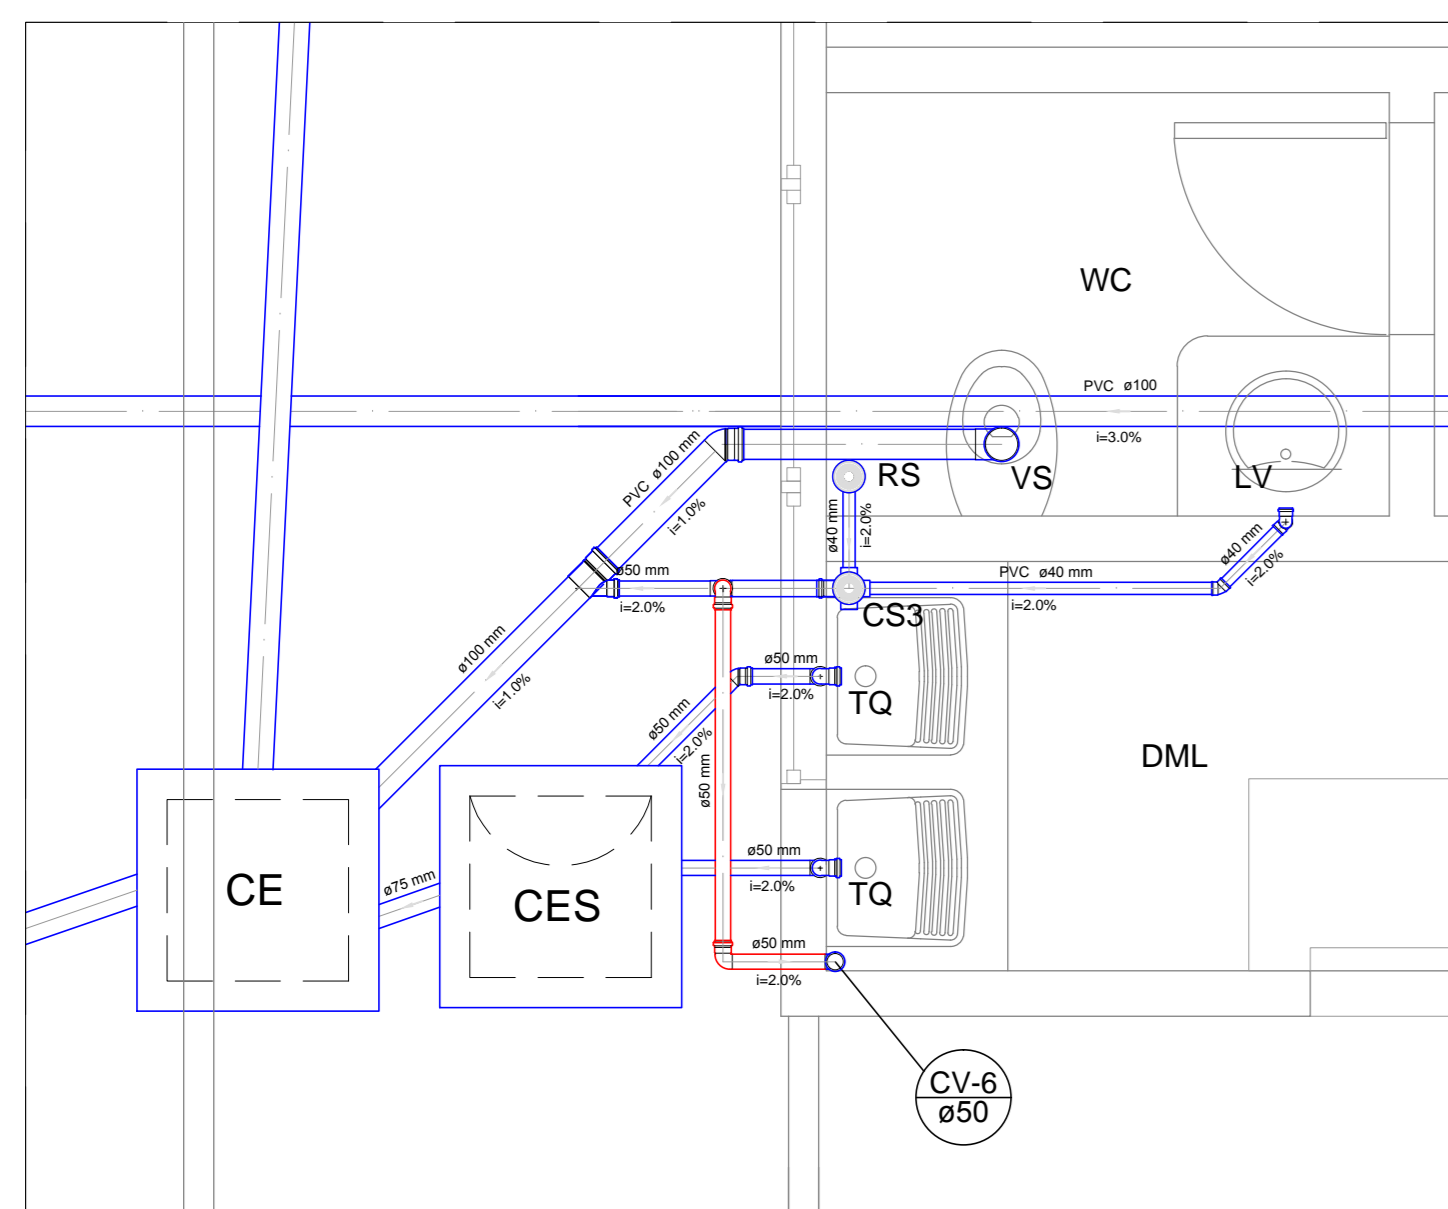 WC
PVC ø100
i=3.0%
PVC ø100 mm
i=1.0%
RS
VS
LV
ø40 mm
i=2.0%
ø40 mm
i=2.0%
ø50 mm
i=2.0%
PVC ø40 mm
i=2.0%
CS3
ø100 mm
i=1.0%
ø50 mm
i=2.0%
TQ
ø50 mm
i=2.0%
DML
ø50 mm
ø50 mm
i=2.0%
TQ
ø75 mm
CE
CES
ø50 mm
i=2.0%
CV-6
ø50